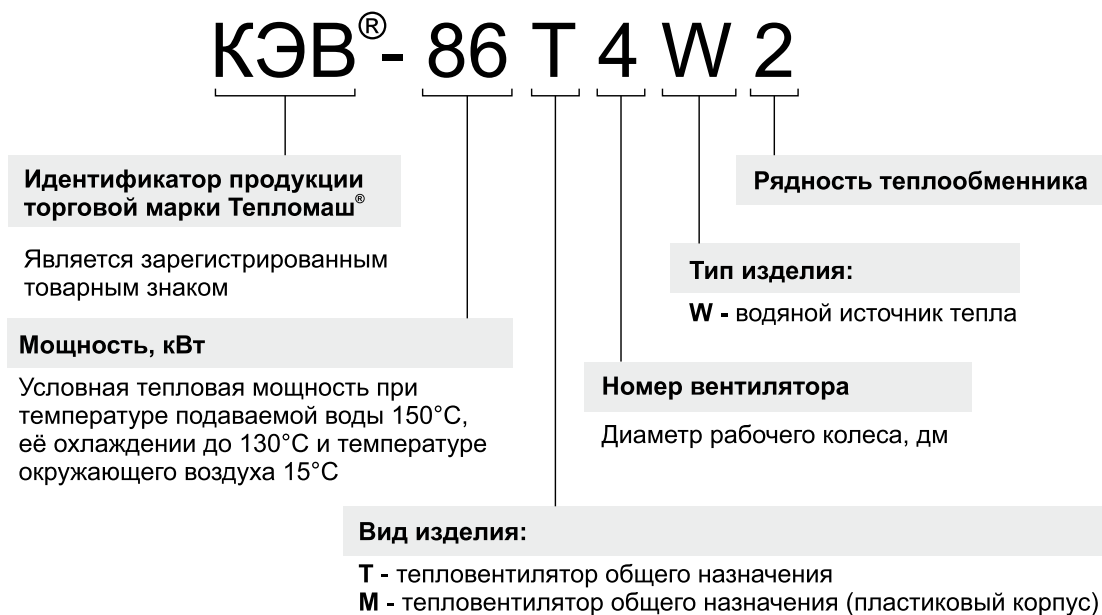 КЭВ®- 86 Т 4 W 2
Идентификатор продукции
торговой марки Тепломаш®
Является зарегистрированным
товарным знаком
Мощность, кВт
Условная тепловая мощность при
температуре подаваемой воды 150°С,
её охлаждении до 130°С и температуре
окружающего воздуха 15°С
Рядность теплообменника
Тип изделия:
W - водяной источник тепла
Номер вентилятора
Диаметр рабочего колеса, дм
Вид изделия:
Т - тепловентилятор общего назначения
М - тепловентилятор общего назначения (пластиковый корпус)